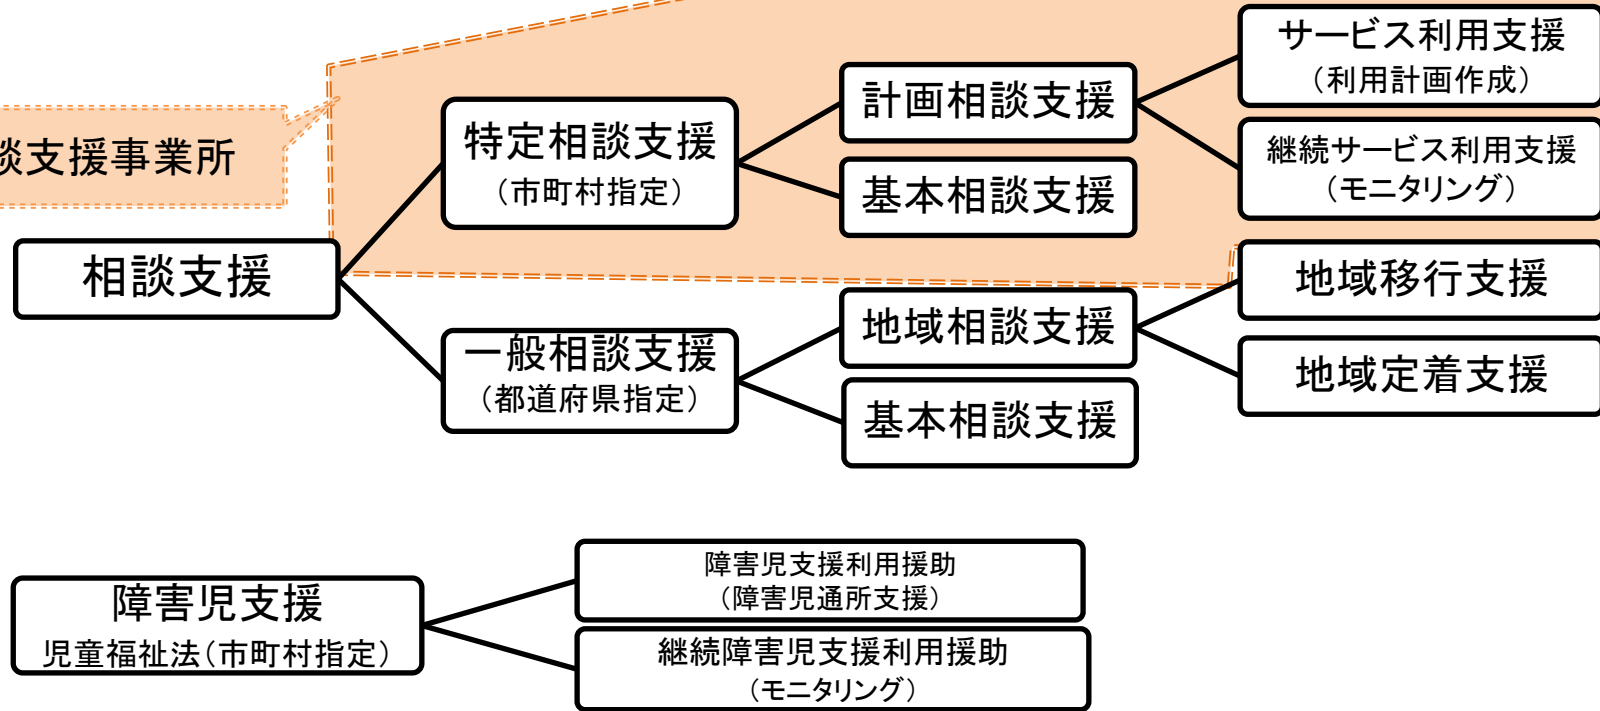 サービス利用支援
（利用計画作成）
計画相談支援
特定相談支援
（市町村指定）
継続サービス利用支援
（モニタリング）
談支援事業所
基本相談支援
相談支援
地域移行支援
地域相談支援
一般相談支援
（都道府県指定）
地域定着支援
基本相談支援
障害児支援利用援助
（障害児通所支援）
障害児支援
児童福祉法（市町村指定）
継続障害児支援利用援助
（モニタリング）